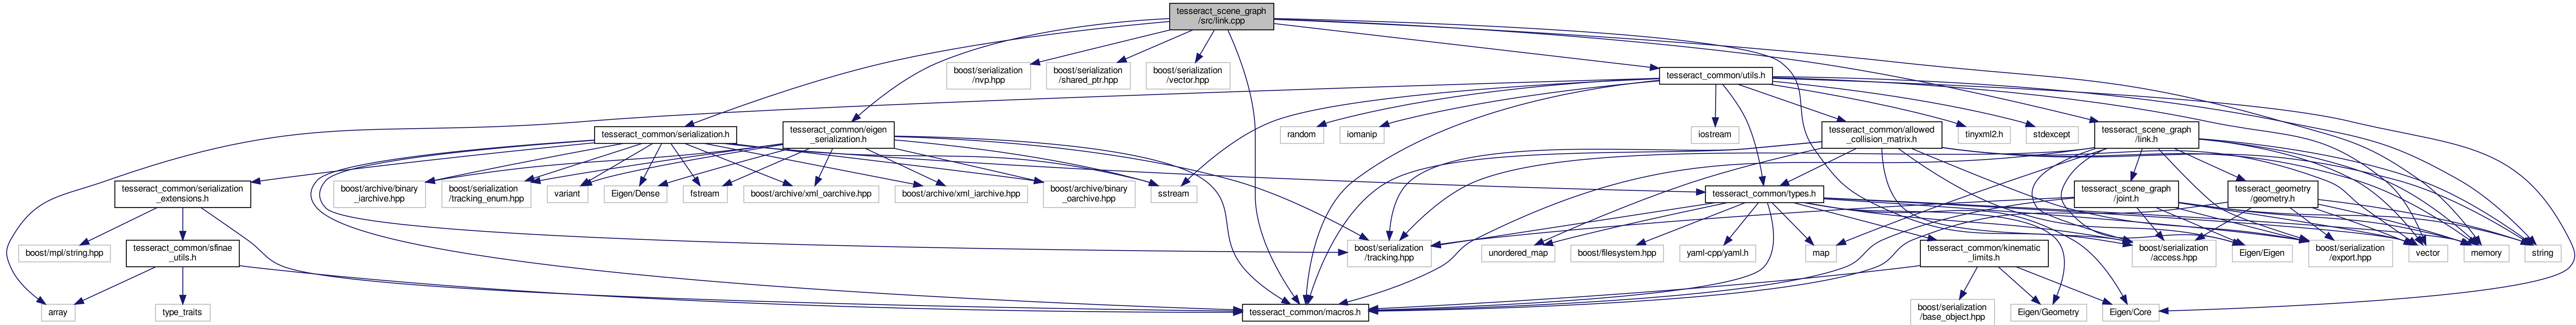 tesseract_scene_graph
/src/link.cpp
boost/serialization
/nvp.hpp
boost/serialization
/shared_ptr.hpp
boost/serialization
/vector.hpp
tesseract_common/utils.h
tesseract_common/serialization.h
tesseract_common/eigen
_serialization.h
random
iomanip
iostream
tesseract_common/allowed
_collision_matrix.h
tinyxml2.h
stdexcept
tesseract_scene_graph
/link.h
tesseract_common/serialization
_extensions.h
boost/archive/binary
_iarchive.hpp
boost/serialization
/tracking_enum.hpp
variant
Eigen/Dense
fstream
boost/archive/xml_oarchive.hpp
boost/archive/xml_iarchive.hpp
boost/archive/binary
_oarchive.hpp
sstream
tesseract_common/types.h
tesseract_scene_graph
/joint.h
tesseract_geometry
/geometry.h
boost/mpl/string.hpp
tesseract_common/sfinae
_utils.h
boost/serialization
/tracking.hpp
unordered_map
boost/filesystem.hpp
yaml-cpp/yaml.h
map
tesseract_common/kinematic
_limits.h
boost/serialization
/access.hpp
Eigen/Eigen
boost/serialization
/export.hpp
vector
memory
string
array
type_traits
tesseract_common/macros.h
boost/serialization
/base_object.hpp
Eigen/Geometry
Eigen/Core